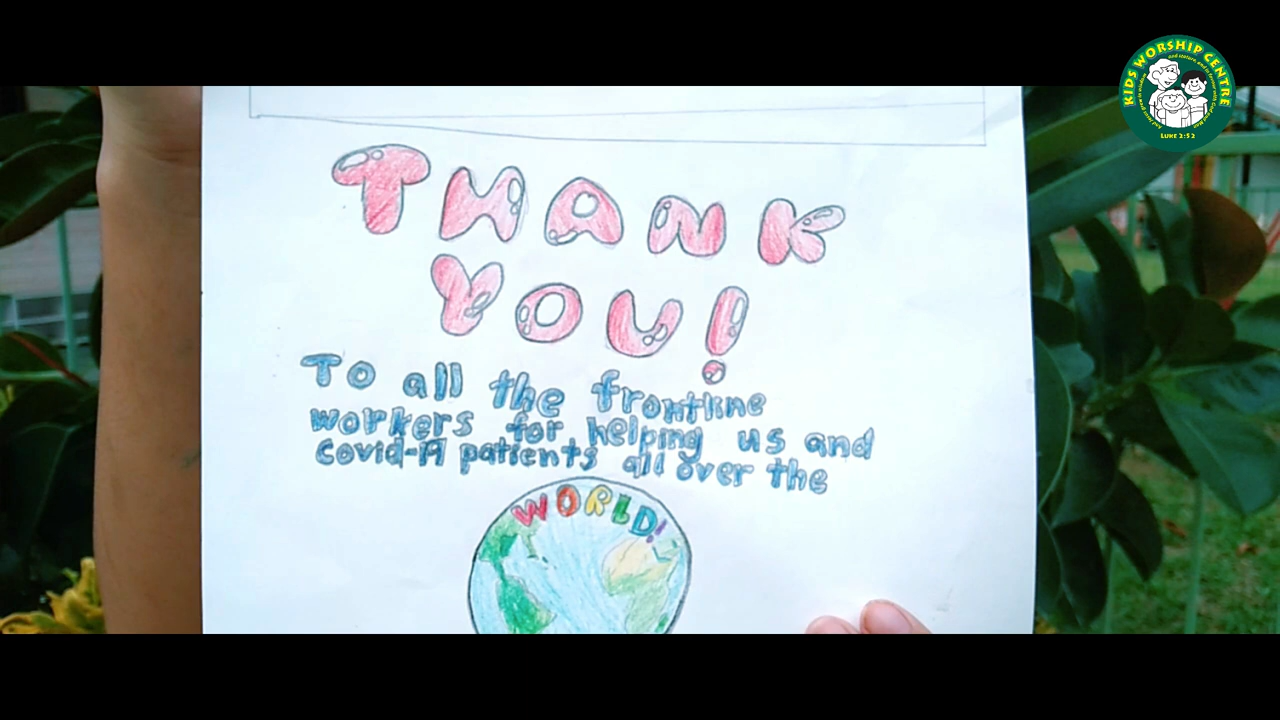 THANK
YOU!
To all the frontline
workers for helping us and
Covid-19 patients all over the
WORLD!
KIDS WORSHIP CENTRE
LUKE 2:52